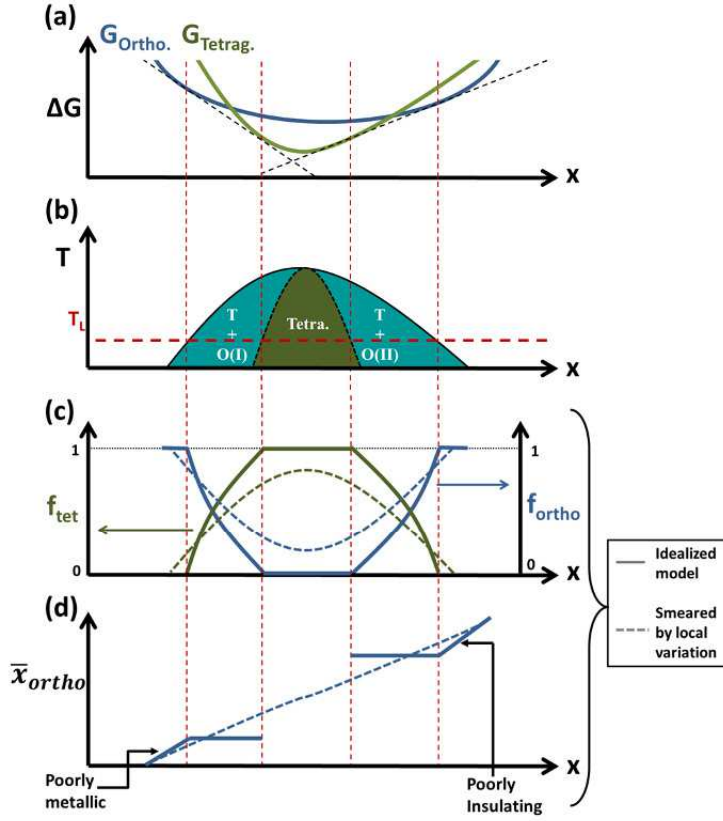 (a)
G_Ortho. G_Tetrag.
ΔG
x
(b)
T
T_L
T
+
O(I)
Tetra.
T
+
O(II)
x
(c)
1
1
f_tet
f_ortho
0
0
x
Idealized
model
Smeared
by local
variation
(d)
x̅_ortho
x
Poorly
metallic
Poorly
Insulating